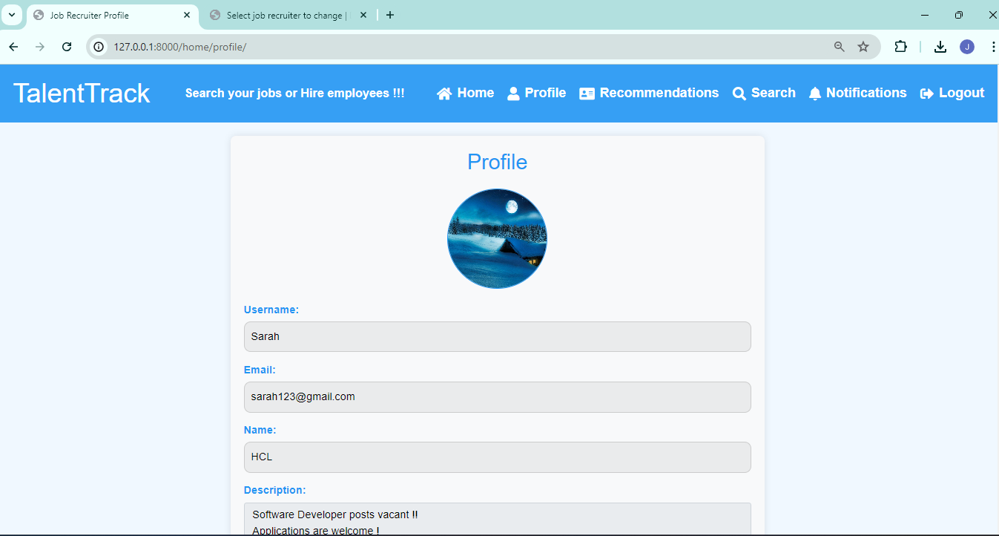 Job Recruiter Profile
Select job recruiter to change |
127.0.0.1:8000/home/profile/
J
TalentTrack
Search your jobs or Hire employees !!!
Home
Profile
Recommendations
Search
Notifications
Logout
Profile
Username:
Sarah
Email:
sarah123@gmail.com
Name:
HCL
Description:
Software Developer posts vacant !!
Applications are welcome !